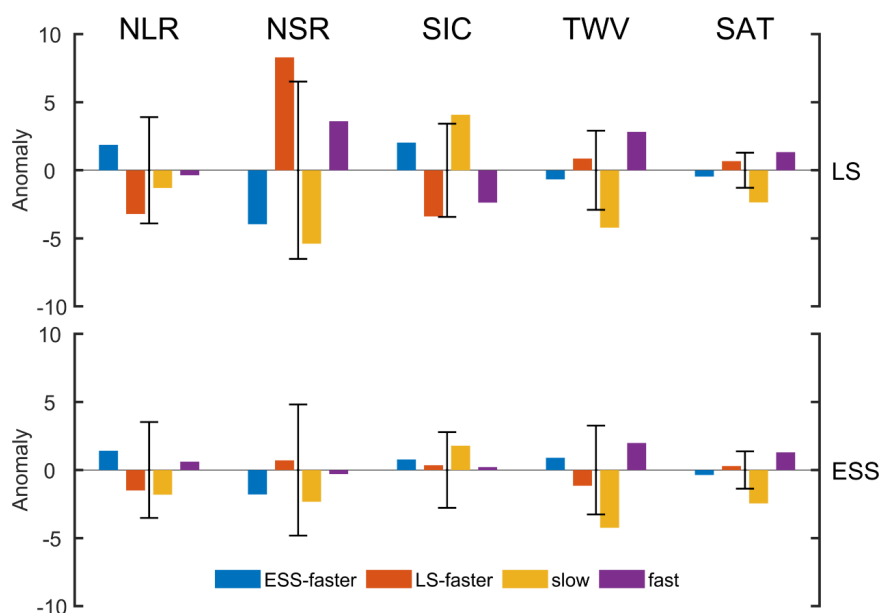 NLR NSR SIC TWV SAT
10
5
0
-5
-10
Anomaly
LS
10
5
0
-5
-10
Anomaly
ESS
ESS-faster LS-faster slow fast